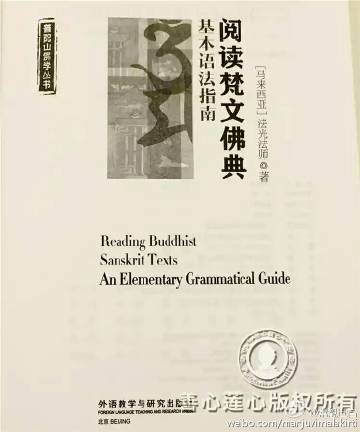 普陀山佛学丛书
阅读梵文佛典
基本语法指南
［马来西亚］法光法师◎著
Reading Buddhist
Sanskrit Texts
An Elementary Grammatical Guide
外语教学与研究出版社
FOREIGN LANGUAGE TEACHING AND RESEARCH PRESS
北京 BEIJING
善心莲心版权所有
weibo.com/marjuvimalakirti